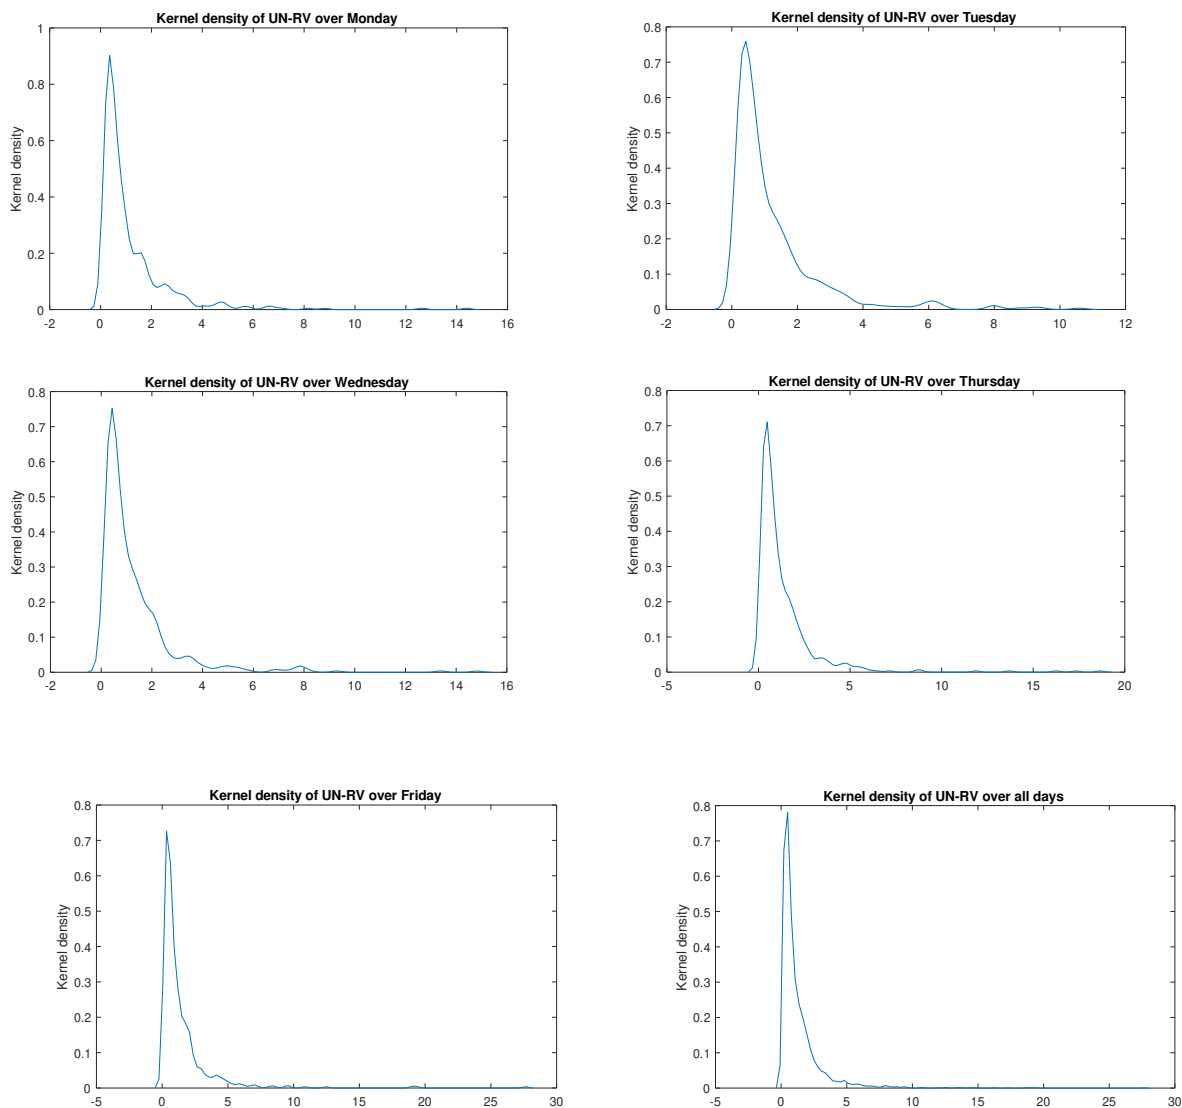 Kernel density of UN-RV over Monday
Kernel density
1
0.8
0.6
0.4
0.2
0
-2 0 2 4 6 8 10 12 14 16
Kernel density of UN-RV over Tuesday
Kernel density
0.8
0.7
0.6
0.5
0.4
0.3
0.2
0.1
0
-2 0 2 4 6 8 10 12
Kernel density of UN-RV over Wednesday
Kernel density
0.8
0.7
0.6
0.5
0.4
0.3
0.2
0.1
0
-2 0 2 4 6 8 10 12 14 16
Kernel density of UN-RV over Thursday
Kernel density
0.8
0.7
0.6
0.5
0.4
0.3
0.2
0.1
0
-5 0 5 10 15 20
Kernel density of UN-RV over Friday
Kernel density
0.8
0.7
0.6
0.5
0.4
0.3
0.2
0.1
0
-5 0 5 10 15 20 25 30
Kernel density of UN-RV over all days
Kernel density
0.8
0.7
0.6
0.5
0.4
0.3
0.2
0.1
0
-5 0 5 10 15 20 25 30